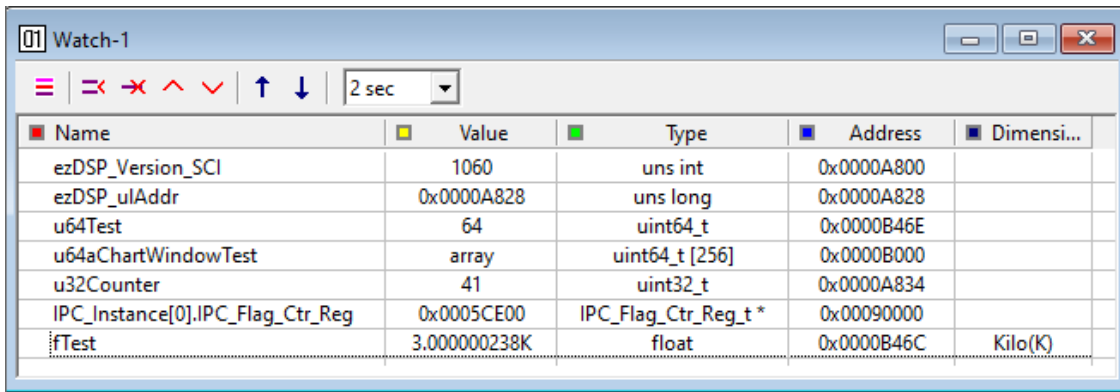 01 Watch-1
2 sec
Name Value Type Address Dimensi...
ezDSP_Version_SCI 1060 uns int 0x0000A800
ezDSP_ulAddr 0x0000A828 uns long 0x0000A828
u64Test 64 uint64_t 0x0000B46E
u64aChartWindowTest array uint64_t [256] 0x0000B000
u32Counter 41 uint32_t 0x0000A834
IPC_Instance[0].IPC_Flag_Ctr_Reg 0x0005CE00 IPC_Flag_Ctr_Reg_t * 0x00090000
fTest 3.000000238K float 0x0000B46C Kilo(K)